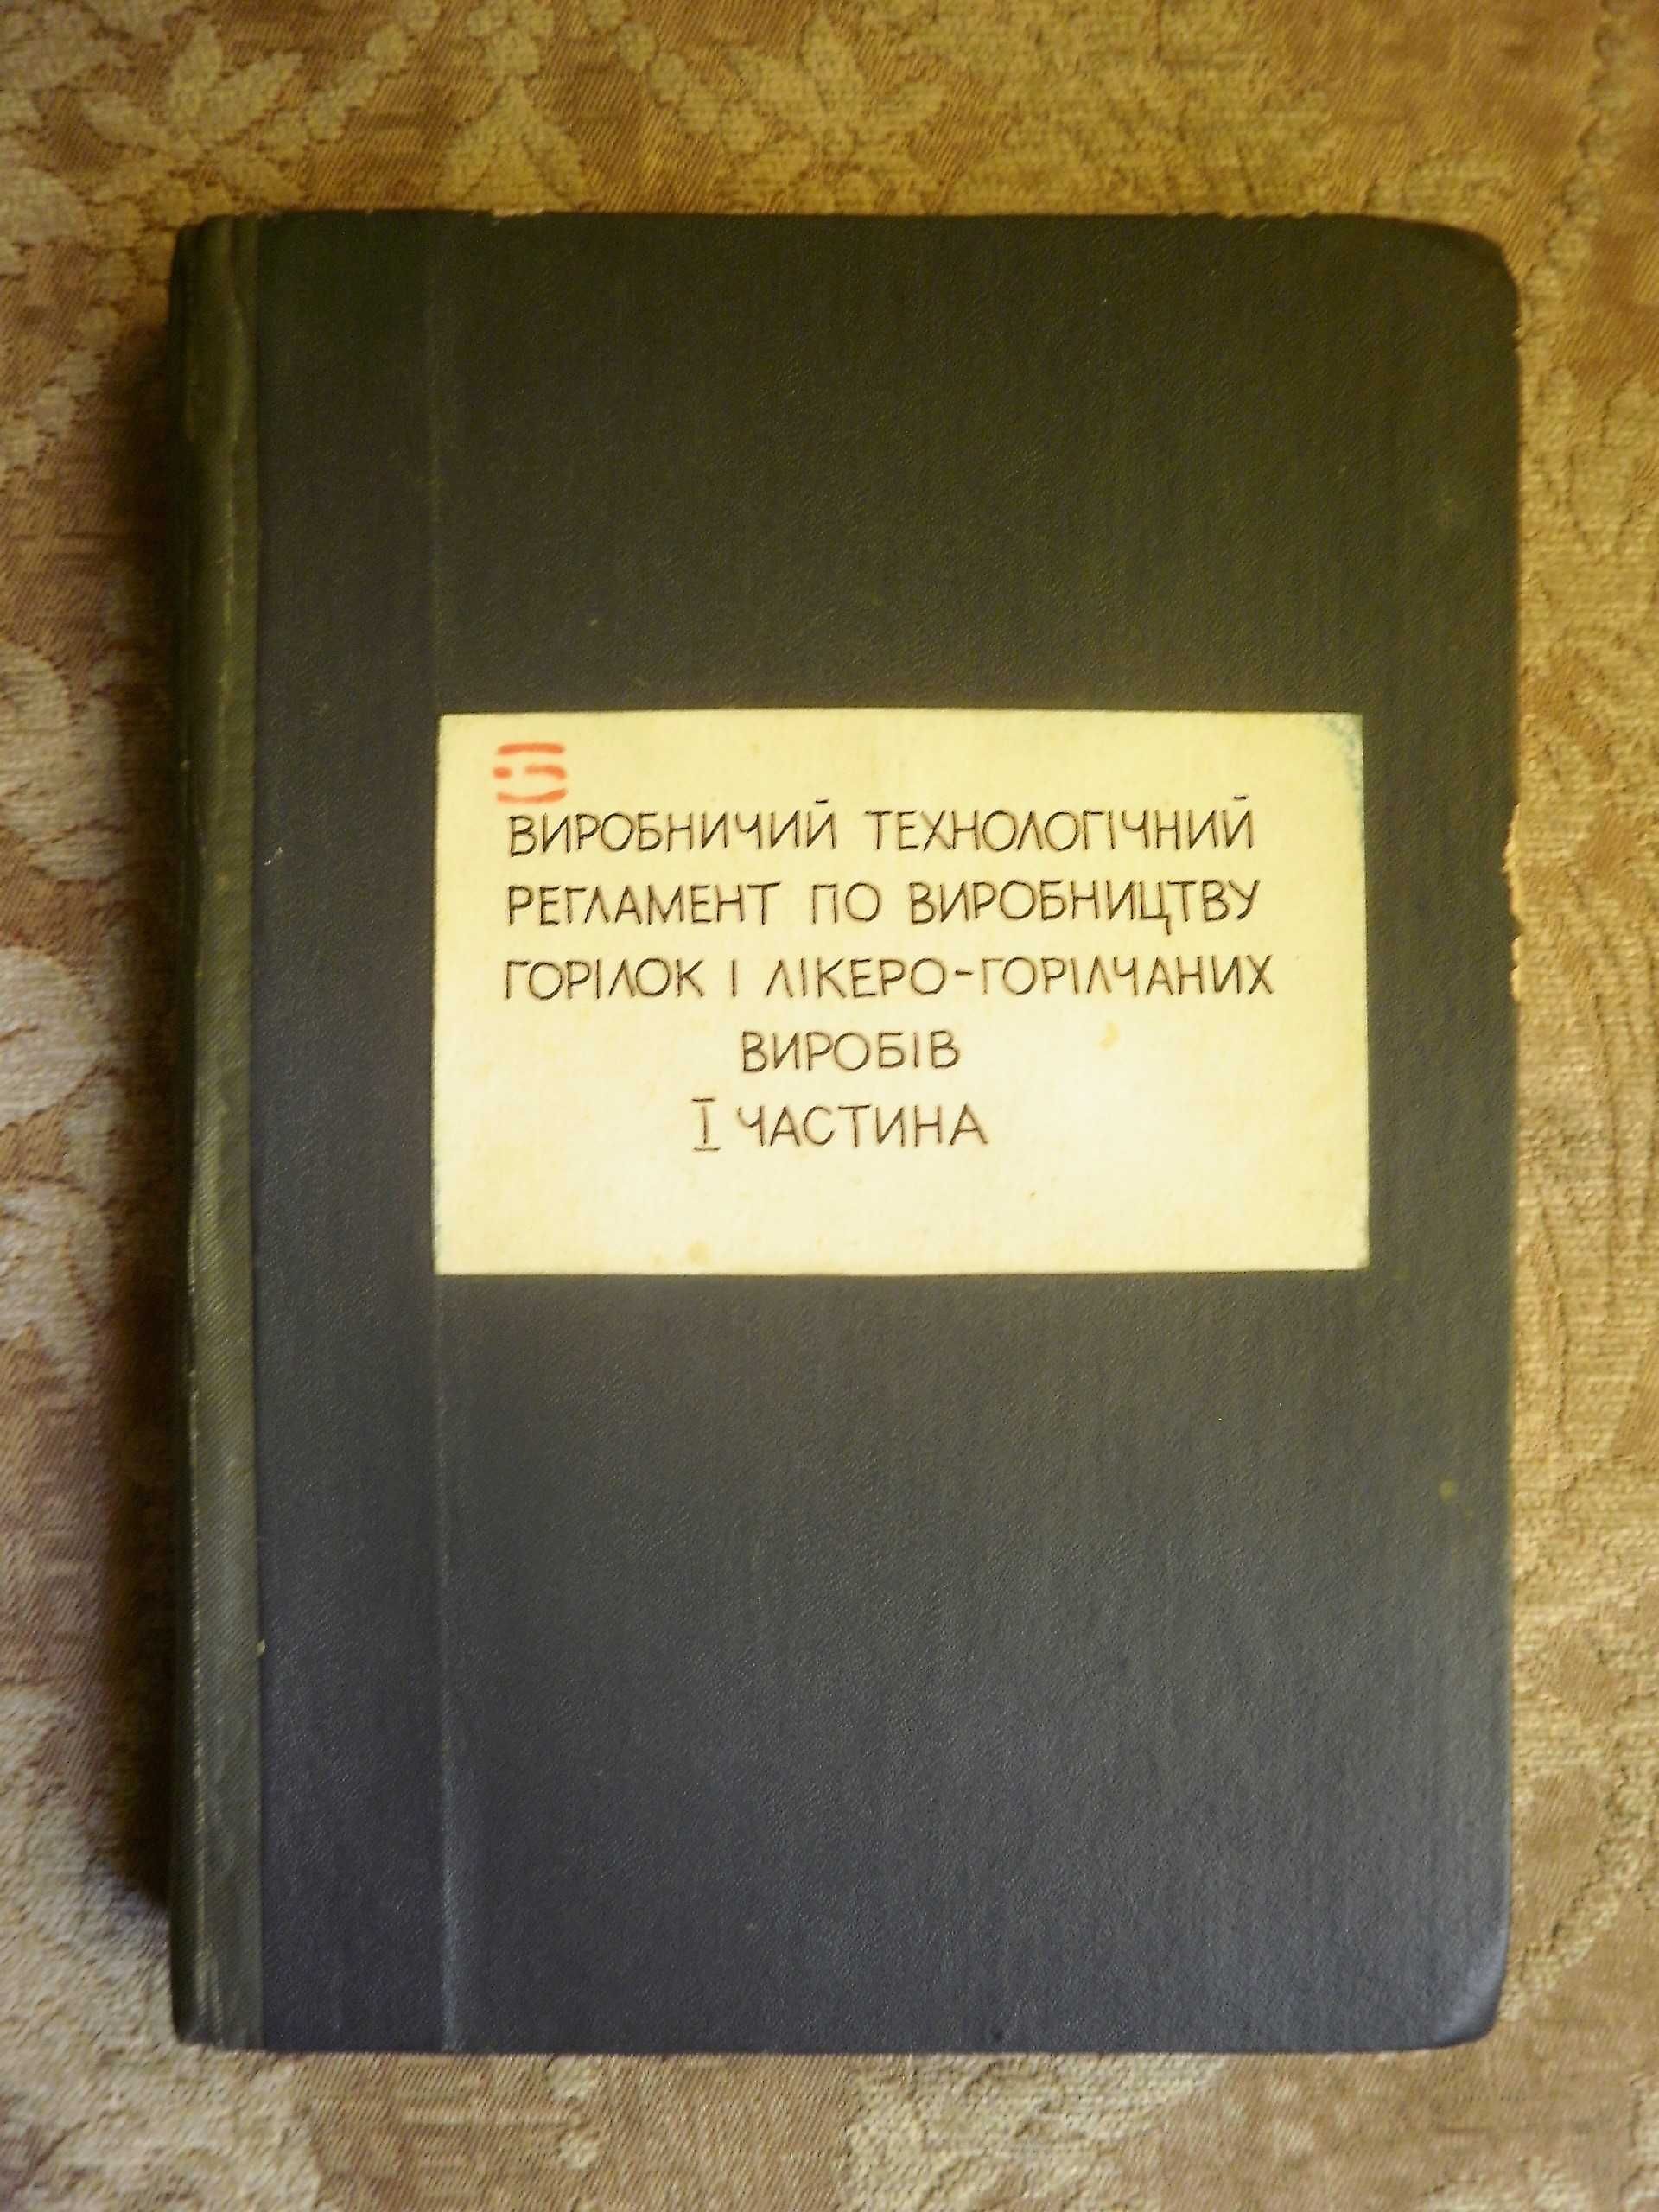 ВИРОБНИЧИЙ ТЕХНОЛОГІЧНИЙ
РЕГЛАМЕНТ ПО ВИРОБНИЦТВУ
ГОРІЛОК І ЛІКЕРО-ГОРІЛЧАНИХ
ВИРОБІВ
I ЧАСТИНА